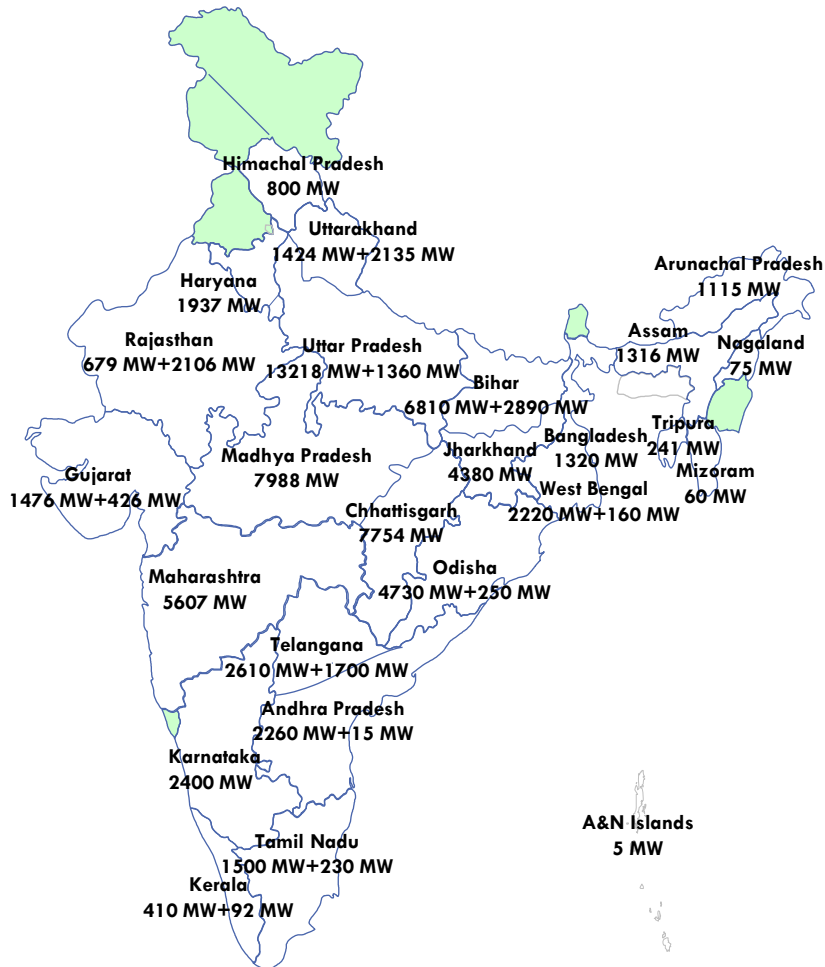 Himachal Pradesh
800 MW
Uttarakhand
1424 MW+2135 MW
Haryana
1937 MW
Arunachal Pradesh
1115 MW
Rajasthan
679 MW+2106 MW
Uttar Pradesh
13218 MW+1360 MW
Assam
1316 MW
Nagaland
75 MW
Bihar
6810 MW+2890 MW
Tripura
241 MW
Bangladesh
1320 MW
Jharkhand
4380 MW
Madhya Pradesh
7988 MW
Mizoram
60 MW
Gujarat
1476 MW+426 MW
West Bengal
2220 MW+160 MW
Chhattisgarh
7754 MW
Odisha
4730 MW+250 MW
Maharashtra
5607 MW
Telangana
2610 MW+1700 MW
Andhra Pradesh
2260 MW+15 MW
Karnataka
2400 MW
A&N Islands
5 MW
Tamil Nadu
1500 MW+230 MW
Kerala
410 MW+92 MW